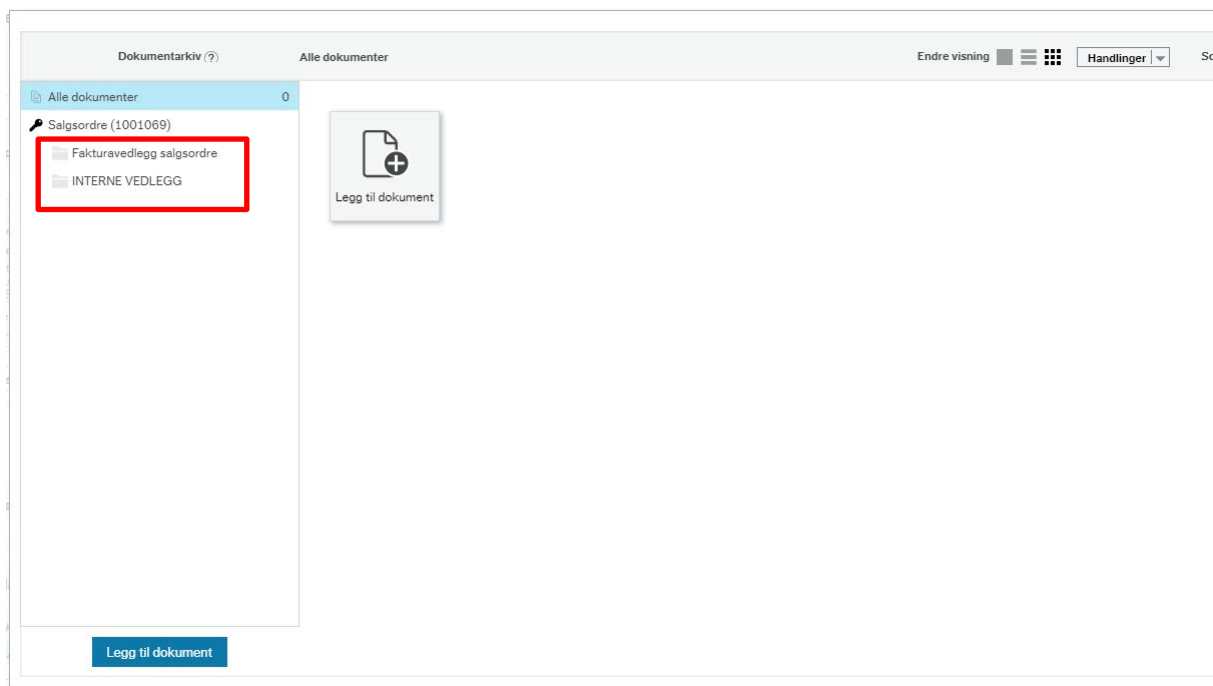 Dokumentarkiv (?) Alle dokumenter Endre visning Handlinger
Alle dokumenter 0
Salgsordre (1001069)
Fakturavedlegg salgsordre
INTERNE VEDLEGG
Legg til dokument
Legg til dokument